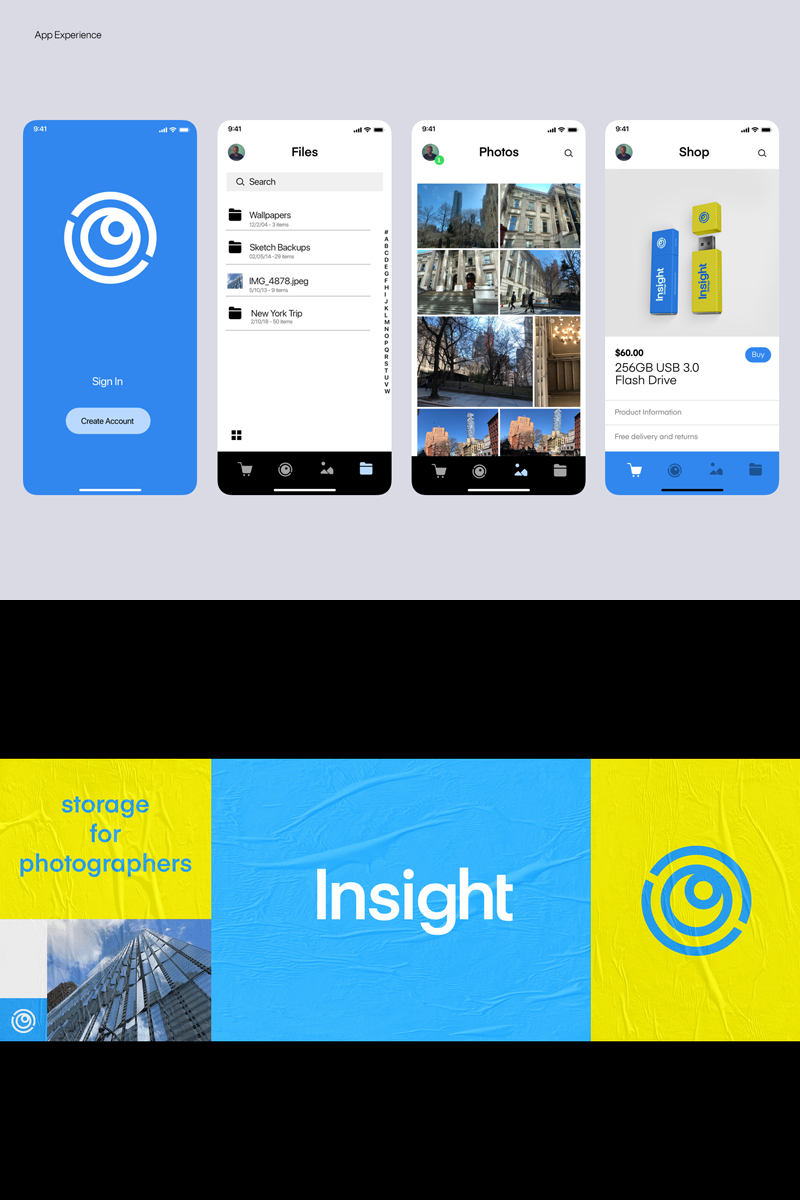 App Experience
9:41
Sign In
Create Account
9:41
Files
Search
Wallpapers
12/2/04 - 3 items
Sketch Backups
02/05/14 - 29 items
IMG_4878.jpeg
5/10/13 - 9 items
New York Trip
2/10/16 - 50 items
#
A
B
C
D
E
F
G
H
I
J
K
L
M
N
O
P
Q
R
S
T
U
V
W
9:41
1
Photos
9:41
Shop
Insight
Insight
$60.00
Buy
256GB USB 3.0
Flash Drive
Product Information
Free delivery and returns
storage
for
photographers
Insight